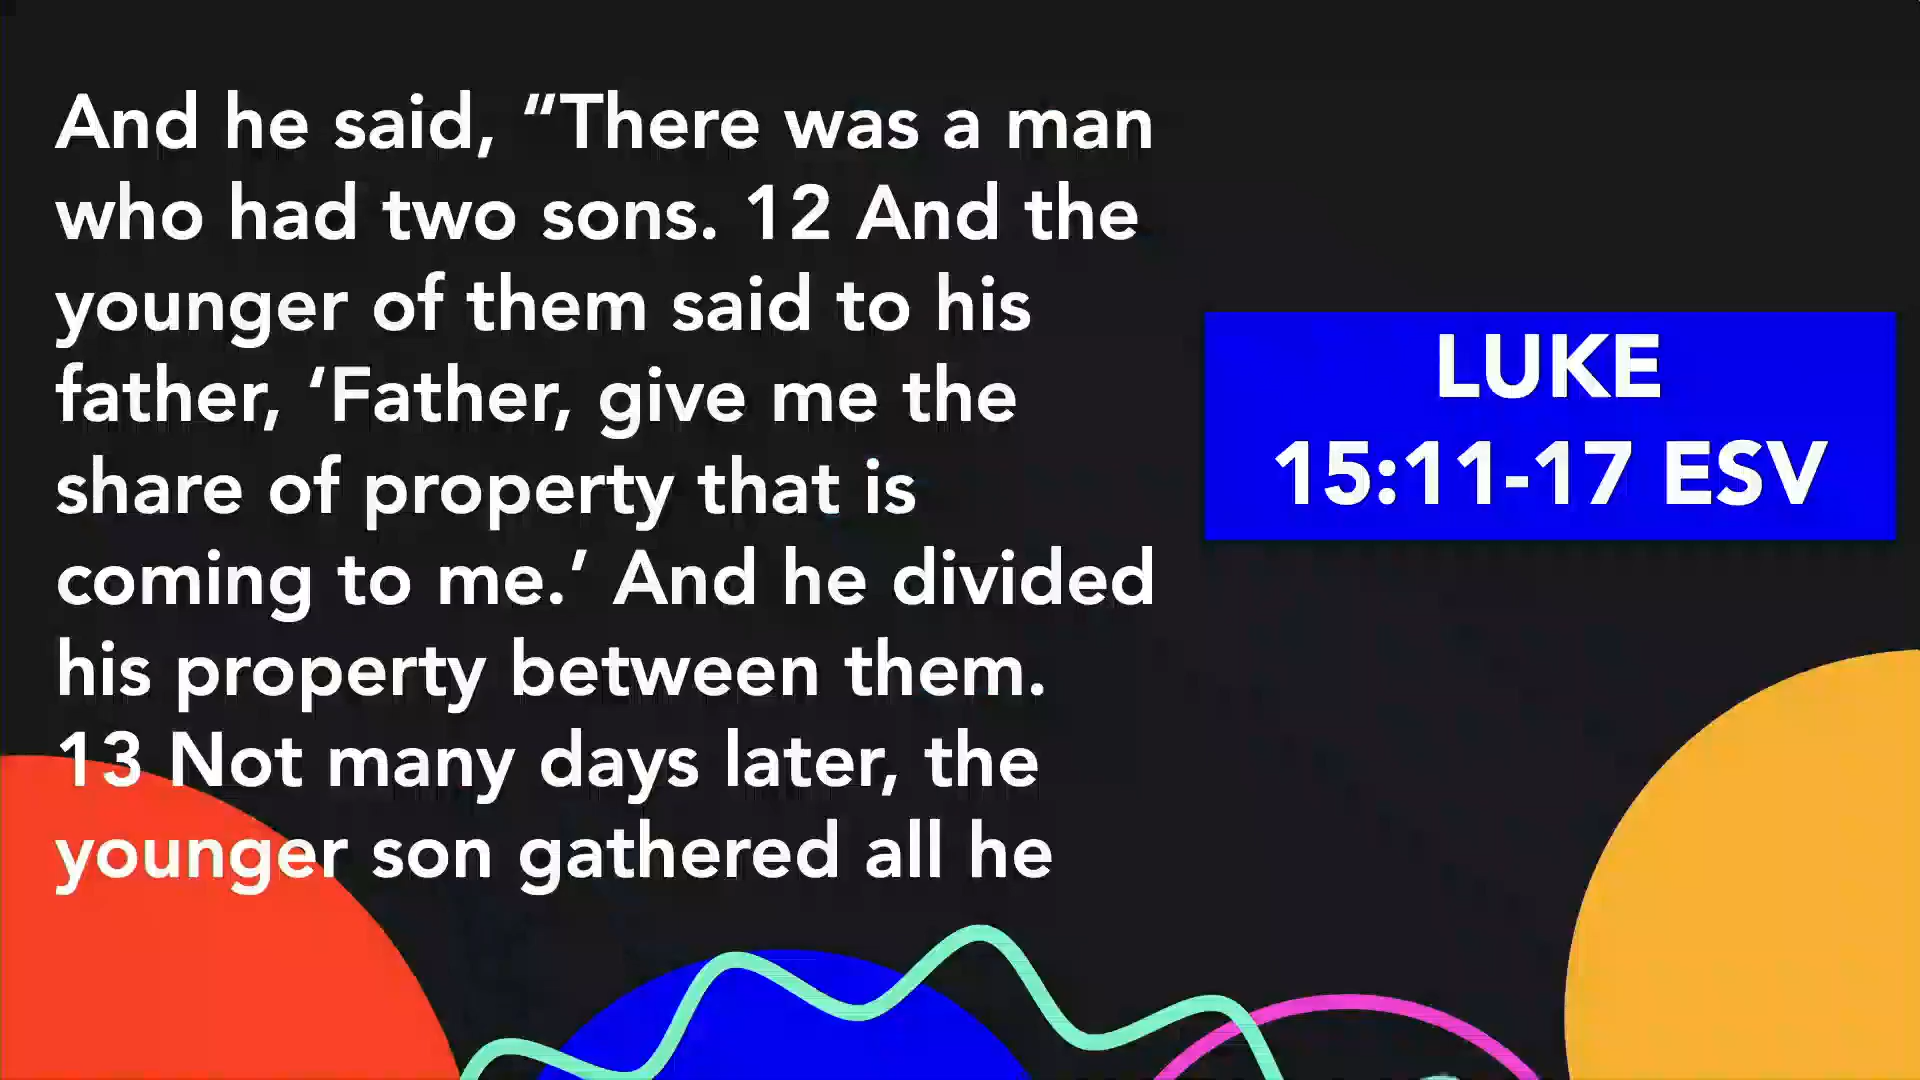 And he said, “There was a man
who had two sons. 12 And the
younger of them said to his
father, ‘Father, give me the
share of property that is
coming to me.’ And he divided
his property between them.
13 Not many days later, the
younger son gathered all he
LUKE
15:11-17 ESV